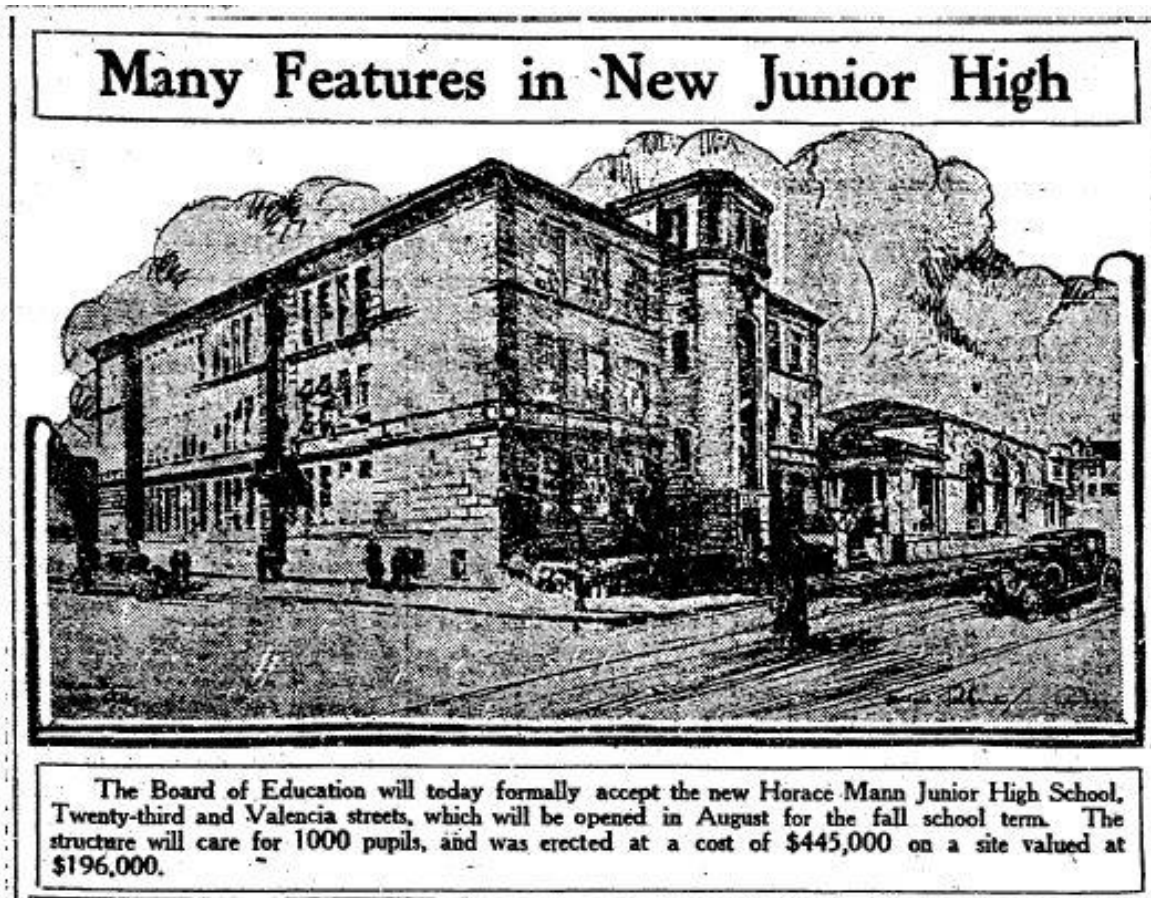 Many Features in New Junior High
The Board of Education will today formally accept the new Horace Mann Junior High School,
Twenty-third and Valencia streets, which will be opened in August for the fall school term. The
structure will care for 1000 pupils, and was erected at a cost of $445,000 on a site valued at
$196,000.